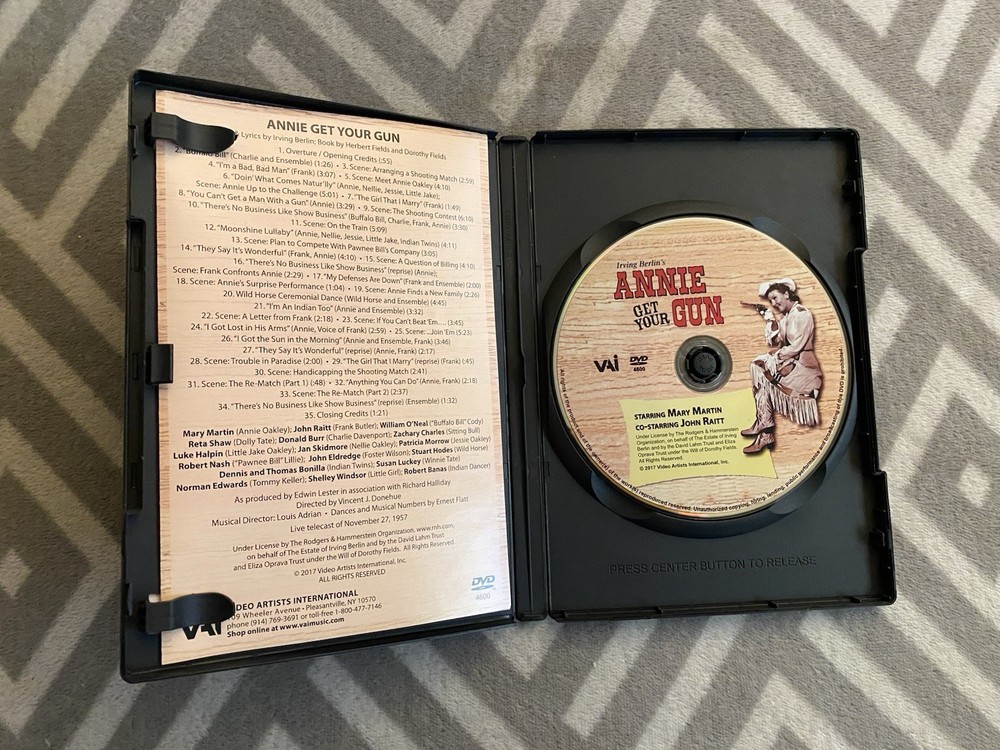 ANNIE GET YOUR GUN
Lyrics by Irving Berlin; Book by Herbert Fields and Dorothy Fields
1. Overture / Opening Credits (:55)
2. "Buffalo Bill" (Charlie and Ensemble) (1:26) • 3. Scene: Arranging a Shooting Match (2:59)
4. "I'm a Bad, Bad Man" (Frank) (3:07) • 5. Scene: Meet Annie Oakley (4:10)
6. "Doin' What Comes Natur'lly" (Annie, Nellie, Jessie, Little Jake);
Scene: Annie Up to the Challenge (5:01) • 7. "The Girl That I Marry" (Frank) (1:49)
8. "You Can't Get a Man With a Gun" (Annie) (3:29) • 9. Scene: The Shooting Contest (6:10)
10. "There's No Business Like Show Business" (Buffalo Bill, Charlie, Frank, Annie) (3:30)
11. Scene: On the Train (5:09)
12. "Moonshine Lullaby" (Annie, Nellie, Jessie, Little Jake, Indian Twins) (4:11)
13. Scene: Plan to Compete With Pawnee Bill's Company (3:05)
14. "They Say It's Wonderful" (Frank, Annie) (4:10) • 15. Scene: A Question of Billing (4:10)
16. "There's No Business Like Show Business" (reprise) (Annie);
Scene: Frank Confronts Annie (2:29) • 17. "My Defenses Are Down" (Frank and Ensemble) (2:00)
18. Scene: Annie's Surprise Performance (1:04) • 19. Scene: Annie Finds a New Family (2:26)
20. Wild Horse Ceremonial Dance (Wild Horse and Ensemble) (4:45)
21. "I'm An Indian Too" (Annie and Ensemble) (3:32)
22. Scene: A Letter from Frank (2:18) • 23. Scene: If You Can't Beat 'Em.... (3:45)
24. "I Got Lost in His Arms" (Annie, Voice of Frank) (2:59) • 25. Scene: ...Join 'Em (5:23)
26. "I Got the Sun in the Morning" (Annie and Ensemble, Frank) (3:46)
27. "They Say It's Wonderful" (reprise) (Annie, Frank) (2:17)
28. Scene: Trouble in Paradise (2:00) • 29. "The Girl That I Marry" (reprise) (Frank) (:45)
30. Scene: Handicapping the Shooting Match (2:41)
31. Scene: The Re-Match (Part 1) (:48) • 32. "Anything You Can Do" (Annie, Frank) (2:18)
33. Scene: The Re-Match (Part 2) (2:37)
34. "There's No Business Like Show Business" (reprise) (Ensemble) (1:32)
35. Closing Credits (1:21)
Mary Martin (Annie Oakley); John Raitt (Frank Butler); William O'Neal ("Buffalo Bill" Cody)
Reta Shaw (Dolly Tate); Donald Burr (Charlie Davenport); Zachary Charles (Sitting Bull)
Luke Halpin (Little Jake Oakley); Jan Skidmore (Nellie Oakley); Patricia Morrow (Jessie Oakley)
Robert Nash ("Pawnee Bill" Lillie); John Eldredge (Foster Wilson); Stuart Hodes (Wild Horse)
Dennis and Thomas Bonilla (Indian Twins); Susan Luckey (Winnie Tate)
Norman Edwards (Tommy Keller); Shelley Windsor (Little Girl); Robert Banas (Indian Dancer)
As produced by Edwin Lester in association with Richard Halliday
Directed by Vincent J. Donehue
Musical Director: Louis Adrian • Dances and Musical Numbers by Ernest Flatt
Live telecast of November 27, 1957
Under License by The Rodgers & Hammerstein Organization, www.rnh.com,
on behalf of The Estate of Irving Berlin and by the David Lahm Trust
and Eliza Oprava Trust under the Will of Dorothy Fields. All Rights Reserved.
© 2017 Video Artists International, Inc.
ALL RIGHTS RESERVED
DVD
4600
VAI
DEO ARTISTS INTERNATIONAL
09 Wheeler Avenue • Pleasantville, NY 10570
phone (914) 769-3691 or toll-free 1-800-477-7146
Shop online at www.vaimusic.com
Irving Berlin's
ANNIE
GET
YOUR GUN
VAI
DVD
4600
STARRING MARY MARTIN
CO-STARRING JOHN RAITT
Under License by The Rodgers & Hammerstein
Organization, on behalf of The Estate of Irving
Berlin and by the David Lahm Trust and Eliza
Oprava Trust under the Will of Dorothy Fields.
All Rights Reserved.
© 2017 Video Artists International, Inc.
reproduced reserved. Unauthorized copying, hiring, lending, public performance
DVD is prohibited
PRESS CENTER BUTTON TO RELEASE